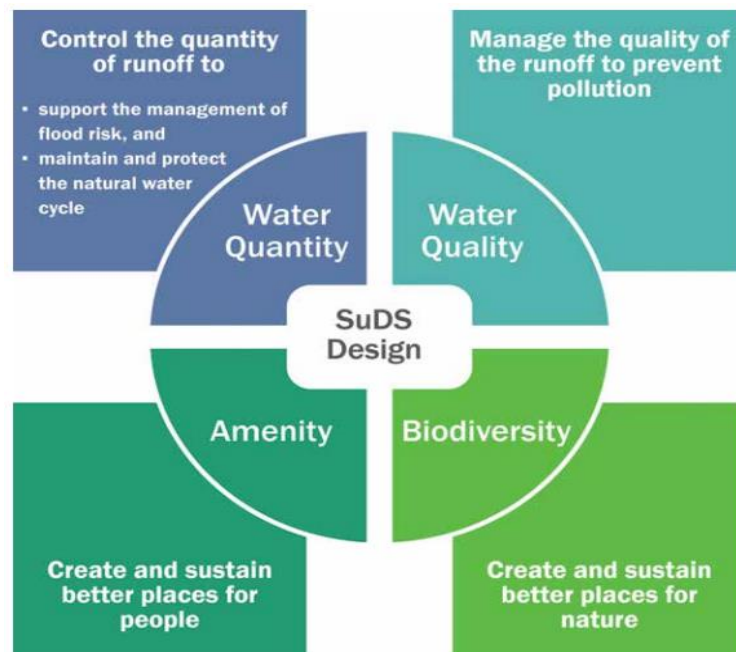 Control the quantity
of runoff to
• support the management of
flood risk, and
• maintain and protect
the natural water
cycle
Manage the quality of
the runoff to prevent
pollution
Water
Quantity
Water
Quality
SuDS
Design
Amenity
Biodiversity
Create and sustain
better places for
people
Create and sustain
better places for
nature